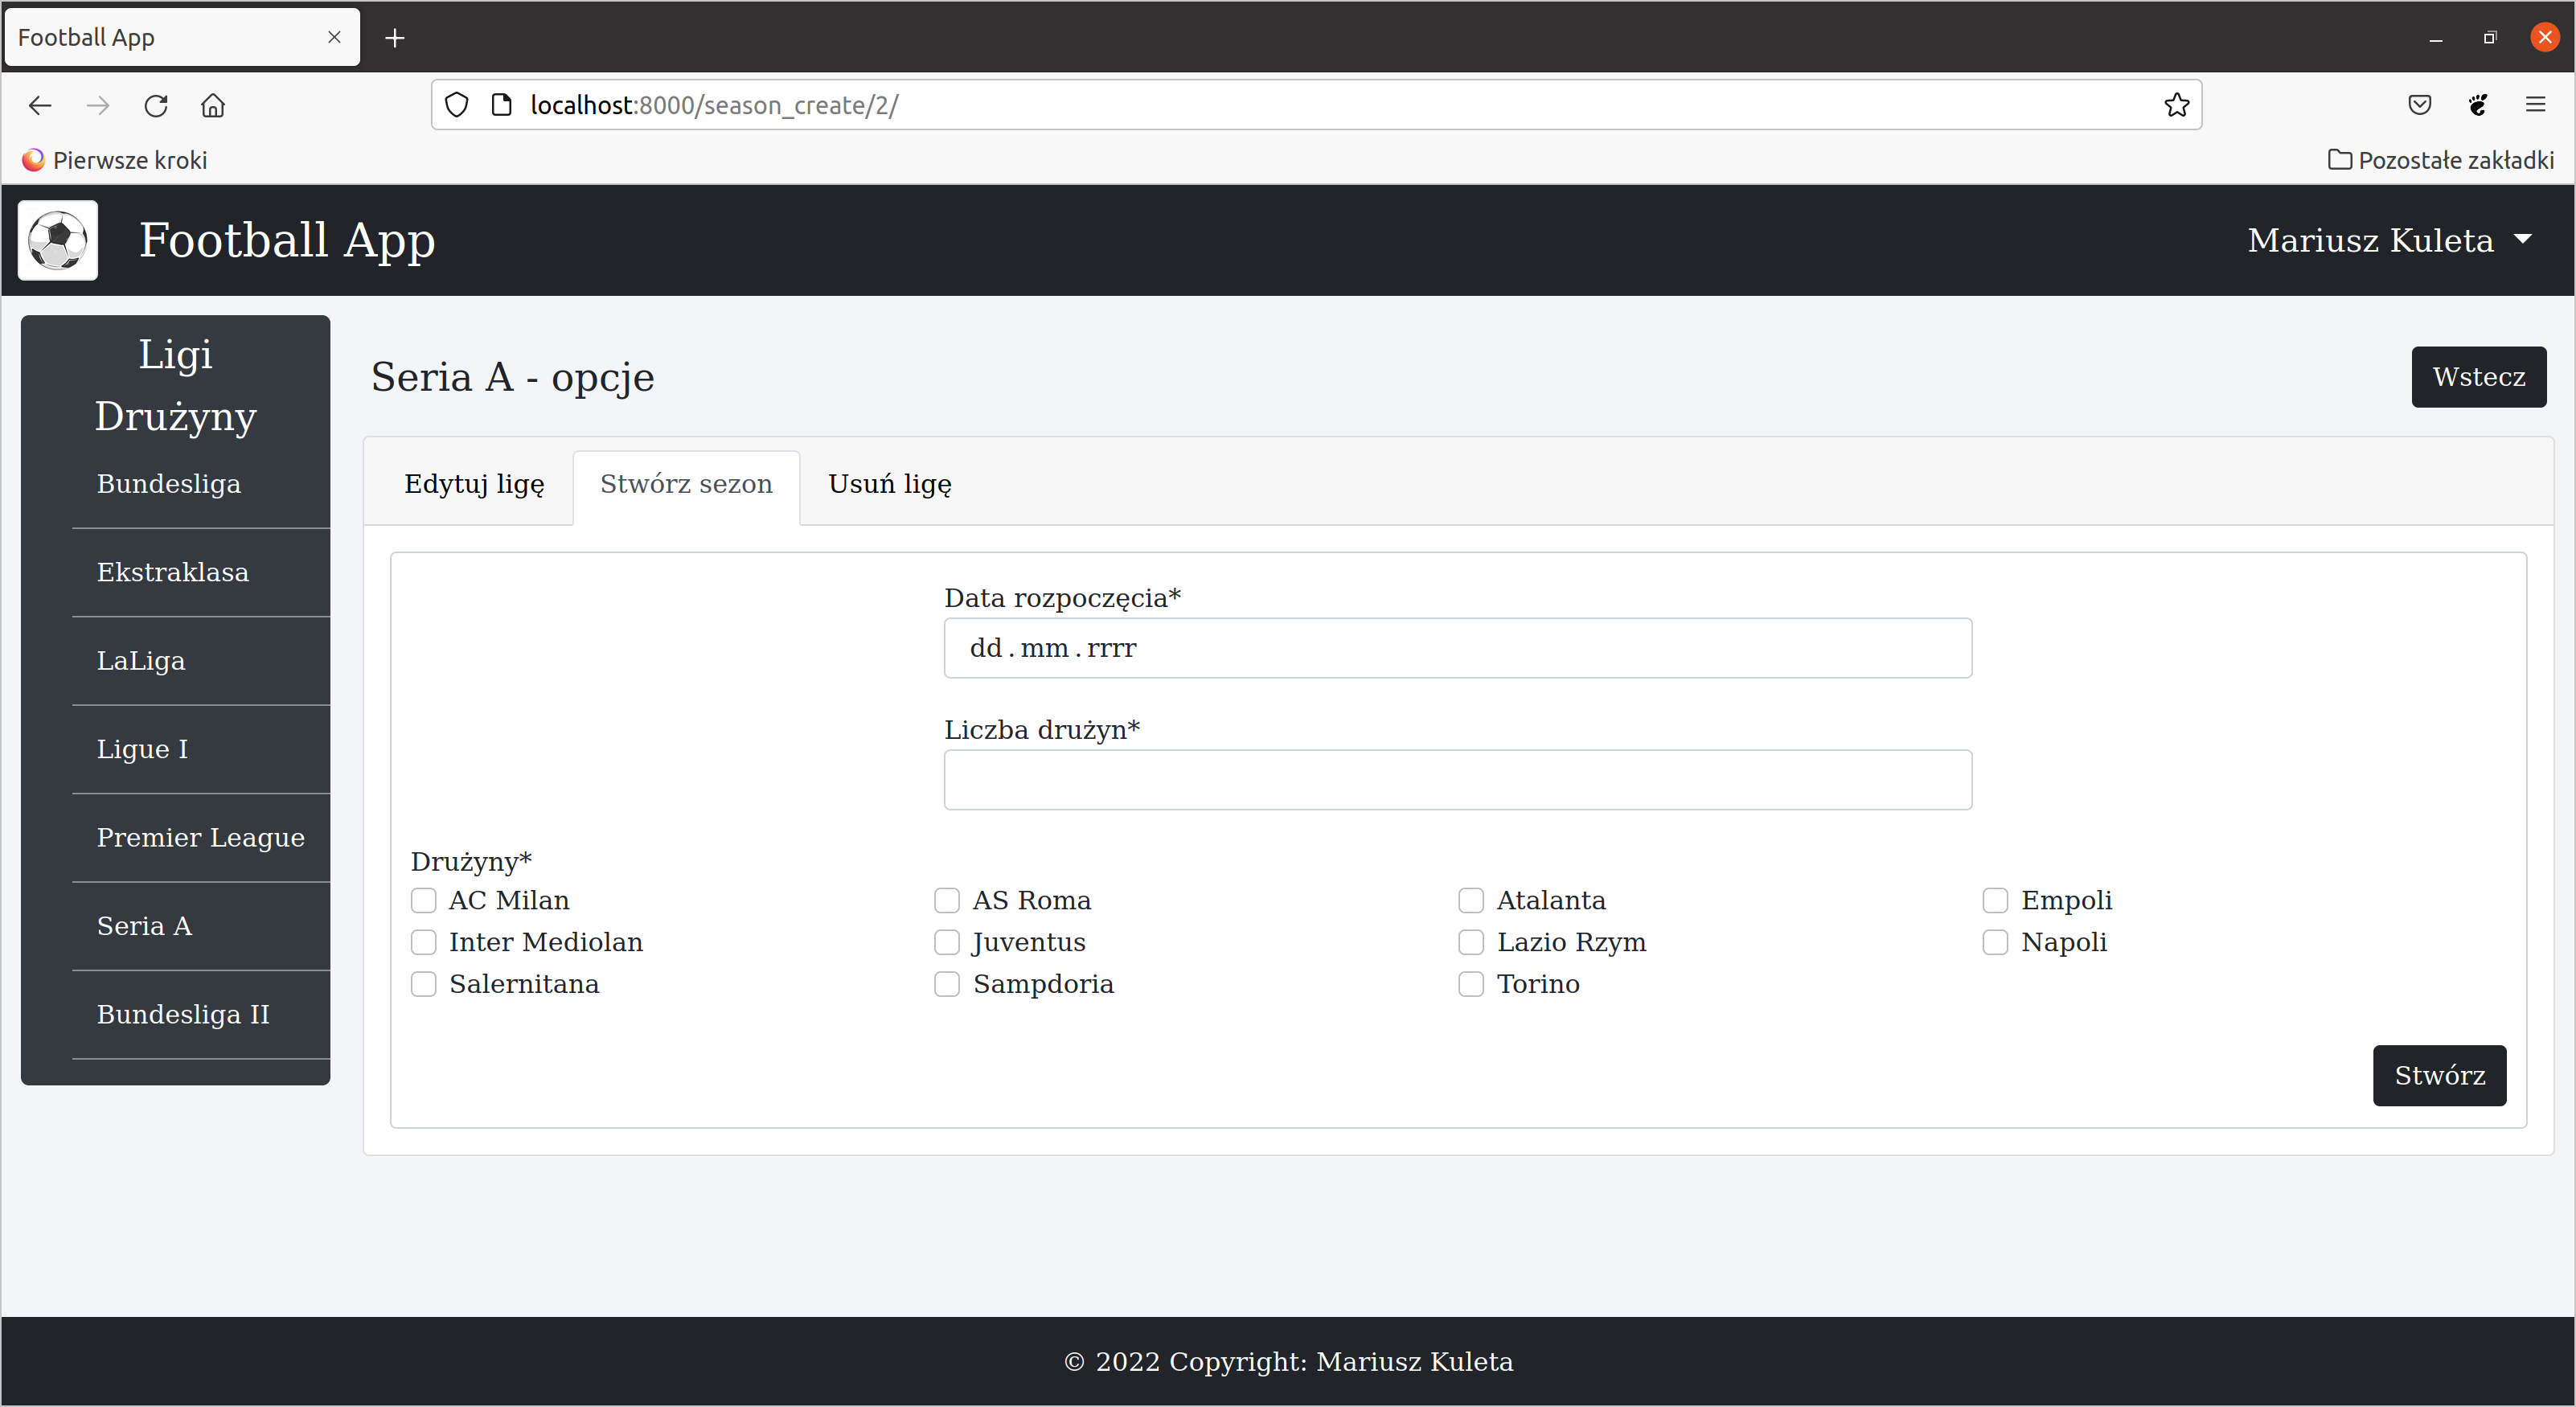 Football App
localhost:8000/season_create/2/
Pierwsze kroki
Pozostałe zakładki
Football App
Mariusz Kuleta
Ligi
Drużyny
Bundesliga
Ekstraklasa
LaLiga
Ligue I
Premier League
Seria A
Bundesliga II
Seria A - opcje
Wstecz
Edytuj ligę
Stwórz sezon
Usuń ligę
Data rozpoczęcia*
dd.mm.rrrr
Liczba drużyn*
Drużyny*
AC Milan
AS Roma
Atalanta
Empoli
Inter Mediolan
Juventus
Lazio Rzym
Napoli
Salernitana
Sampdoria
Torino
Stwórz
© 2022 Copyright: Mariusz Kuleta